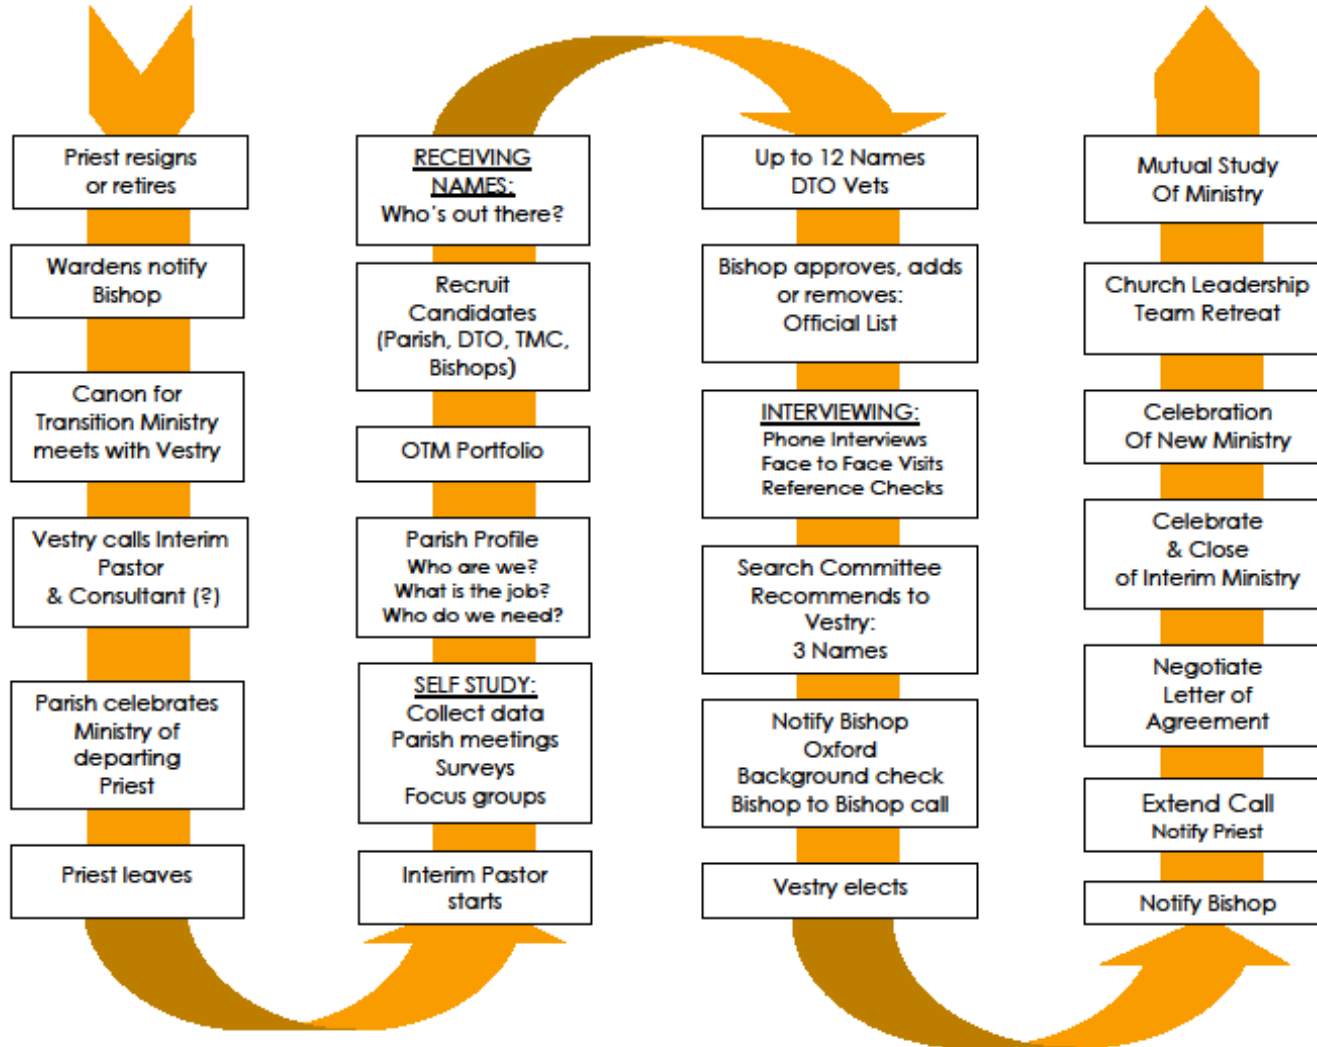 Priest resigns
or retires
Wardens notify
Bishop
Canon for
Transition Ministry
meets with Vestry
Vestry calls Interim
Pastor
& Consultant (?)
Parish celebrates
Ministry of
departing
Priest
Priest leaves
Interim Pastor
starts
SELF STUDY:
Collect data
Parish meetings
Surveys
Focus groups
Parish Profile
Who are we?
What is the job?
Who do we need?
OTM Portfolio
Recruit
Candidates
(Parish, DTO, TMC,
Bishops)
RECEIVING
NAMES:
Who's out there?
Up to 12 Names
DTO Vets
Bishop approves, adds
or removes:
Official List
INTERVIEWING:
Phone Interviews
Face to Face Visits
Reference Checks
Search Committee
Recommends to
Vestry:
3 Names
Notify Bishop
Oxford
Background check
Bishop to Bishop call
Vestry elects
Notify Bishop
Extend Call
Notify Priest
Negotiate
Letter of
Agreement
Celebrate
& Close
of Interim Ministry
Celebration
Of New Ministry
Church Leadership
Team Retreat
Mutual Study
Of Ministry